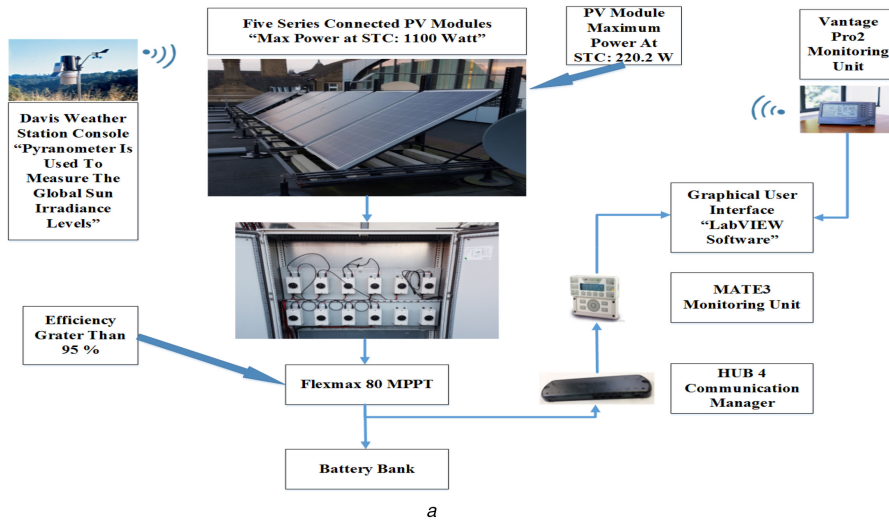 Five Series Connected PV Modules
“Max Power at STC: 1100 Watt”
PV Module
Maximum
Power At
STC: 220.2 W
Vantage
Pro2
Monitoring
Unit
Davis Weather
Station Console
“Pyranometer Is
Used To
Measure The
Global Sun
Irradiance
Levels”
Graphical User
Interface
“LabVIEW
Software”
MATE3
Monitoring Unit
Efficiency
Grater Than
95 %
Flexmax 80 MPPT
HUB 4
Communication
Manager
Battery Bank
a